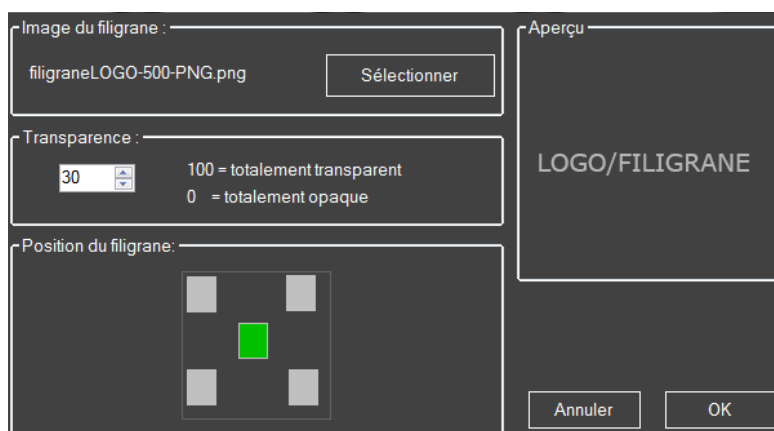 Image du filigrane :
filigraneLOGO-500-PNG.png
Sélectionner
Transparence :
30
100 = totalement transparent
0 = totalement opaque
Position du filigrane:
Aperçu
LOGO/FILIGRANE
Annuler
OK